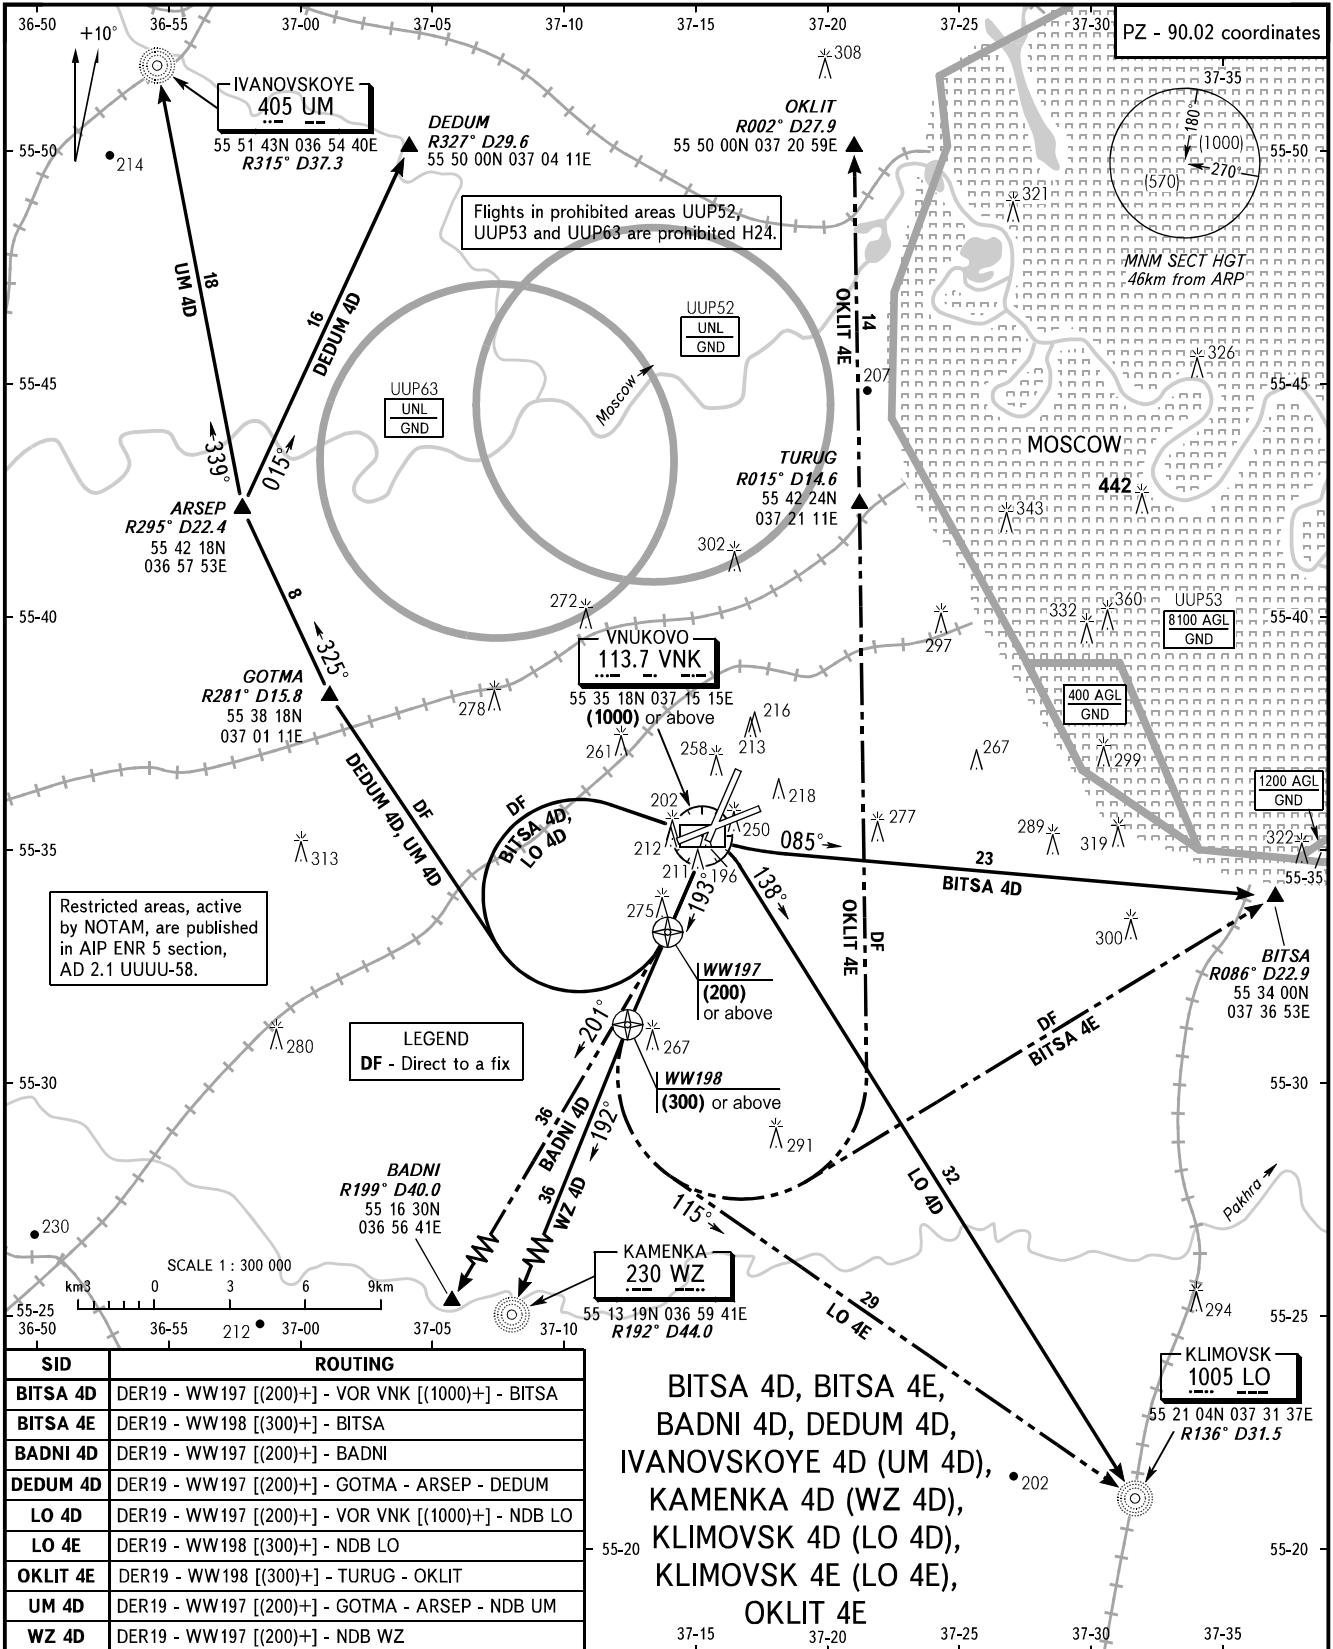 36-50
36-55
37-00
37-05
37-10
37-15
37-20
37-25
37-30
PZ - 90.02 coordinates
37-35
+10°
IVANOVSKOYE
405 UM
55 51 43N 036 54 40E
R315° D37.3
214
DEDUM
R327° D29.6
55 50 00N 037 04 11E
308
OKLIT
R002° D27.9
55 50 00N 037 20 59E
55-50
55-50
180°
(1000)
270°
(570)
MNM SECT HGT
46km from ARP
321
Flights in prohibited areas UUP52,
UUP53 and UUP63 are prohibited H24.
18
UM 4D
16
DEDUM 4D
UUP52
UNL
GND
OKLIT 4E
14
207
326
55-45
55-45
UUP63
UNL
GND
Moscow
MOSCOW
442
343
339°
015°
ARSEP
R295° D22.4
55 42 18N
036 57 53E
TURUG
R015° D14.6
55 42 24N
037 21 11E
302
8
272
55-40
325°
VNUKOVO
113.7 VNK
55 35 18N 037 15 15E
(1000) or above
297
332
360
UUP53
8100 AGL
GND
55-40
GOTMA
R281° D15.8
55 38 18N
037 01 11E
278
261
258
216
213
267
400 AGL
GND
299
DF
DEDUM 4D, UM 4D
DF
BITSA 4D,
LO 4D
202
218
250
277
212
211
196
289
319
1200 AGL
GND
322
313
55-35
55-35
085°
23
BITSA 4D
193°
138°
275
Restricted areas, active
by NOTAM, are published
in AIP ENR 5 section,
AD 2.1 UUUU-58.
WW197
(200)
or above
OKLIT 4E
DF
300
BITSA
R086° D22.9
55 34 00N
037 36 53E
280
LEGEND
DF - Direct to a fix
201°
267
WW198
(300) or above
DF
BITSA 4E
55-30
55-30
36
BADNI 4D
192°
36
WZ 4D
291
BADNI
R199° D40.0
55 16 30N
036 56 41E
115°
32
LO 4D
Pakhra
230
SCALE 1 : 300 000
km3
0
3
6
9km
KAMENKA
230 WZ
55 13 19N 036 59 41E
R192° D44.0
29
LO 4E
294
55-25
55-25
212
36-50
36-55
37-00
37-05
37-10
KLIMOVSK
1005 LO
55 21 04N 037 31 37E
R136° D31.5
SID ROUTING
BITSA 4D DER19 - WW197 [(200)+] - VOR VNK [(1000)+] - BITSA
BITSA 4E DER19 - WW198 [(300)+] - BITSA
BADNI 4D DER19 - WW197 [(200)+] - BADNI
DEDUM 4D DER19 - WW197 [(200)+] - GOTMA - ARSEP - DEDUM
LO 4D DER19 - WW197 [(200)+] - VOR VNK [(1000)+] - NDB LO
LO 4E DER19 - WW198 [(300)+] - NDB LO
OKLIT 4E DER19 - WW198 [(300)+] - TURUG - OKLIT
UM 4D DER19 - WW197 [(200)+] - GOTMA - ARSEP - NDB UM
WZ 4D DER19 - WW197 [(200)+] - NDB WZ
BITSA 4D, BITSA 4E,
BADNI 4D, DEDUM 4D,
IVANOVSKOYE 4D (UM 4D),
KAMENKA 4D (WZ 4D),
KLIMOVSK 4D (LO 4D),
KLIMOVSK 4E (LO 4E),
OKLIT 4E
202
55-20
55-20
37-15
37-20
37-25
37-30
37-35